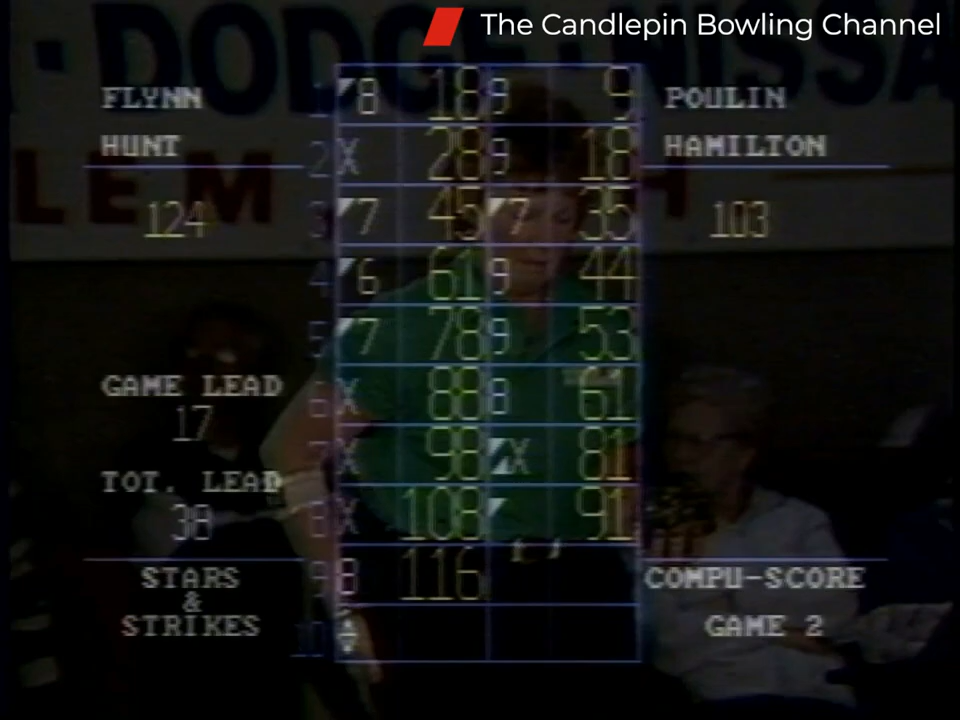 The Candlepin Bowling Channel
DODGE NISSA
LEM
H
FLYNN
HUNT
124
POULIN
HAMILTON
103
1 8 18 9 9
2 X 28 9 18
3 7 45 7 35
4 6 61 9 44
5 7 78 9 53
6 X 88 8 61
7 X 98 X 81
8 X 108 91
9 8 116
10
GAME LEAD
17
TOT. LEAD
38
STARS
&
STRIKES
COMPU-SCORE
GAME 2